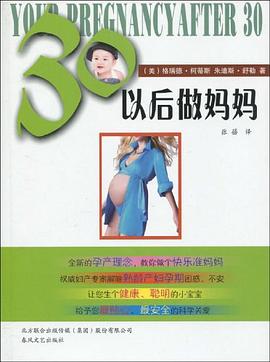 YOUR PREGNANCY AFTER 30
30
（美）格瑞德·柯蒂斯 朱迪斯·舒勒 著
以后做妈妈
张蓓 译
全新的孕产理念，教你做个快乐准妈妈
权威妇产专家解除熟龄产妇孕期困惑、不安
让您生个健康、聪明的小宝宝
给予您最贴心、最安全的科学关爱
北方联合出版传媒（集团）股份有限公司
春风文艺出版社